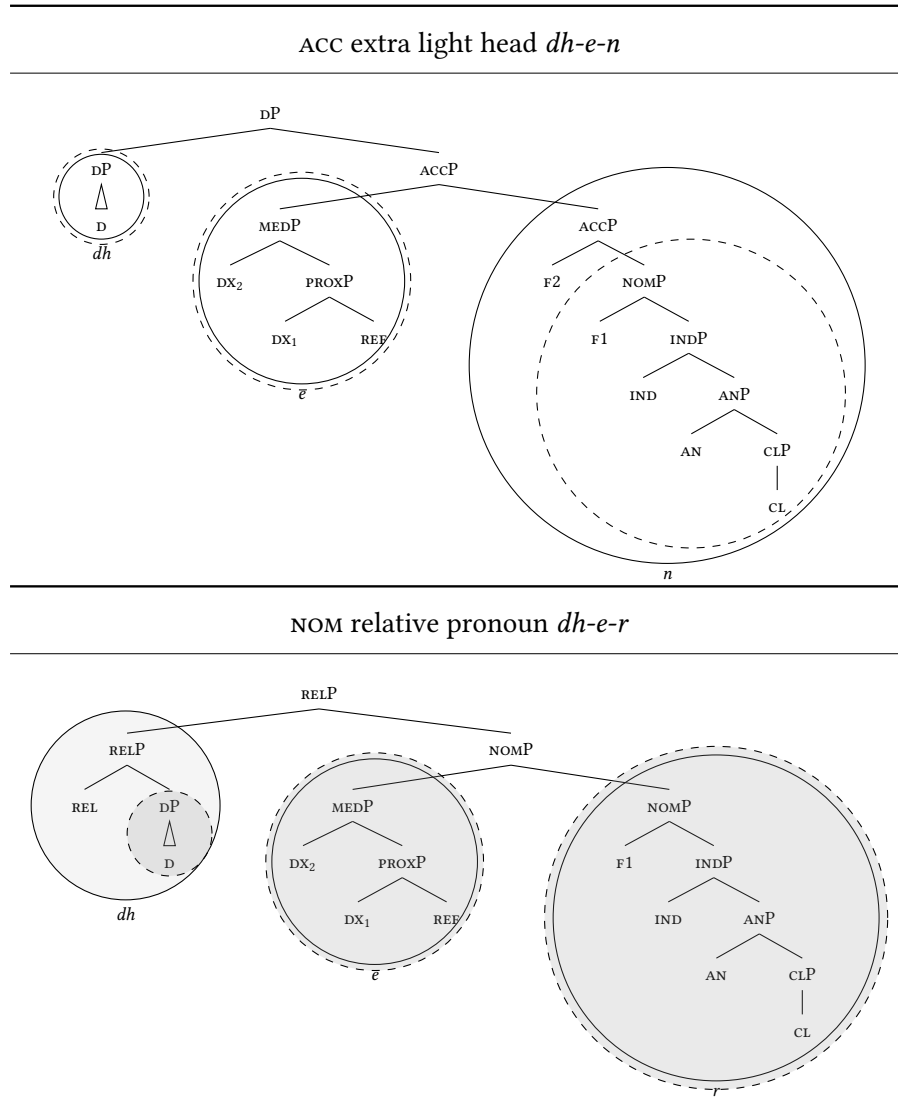 ACC extra light head dh-e-n
DP
DP ACCP
D MEDP ACCP
dh DX₂ PROXP F2 NOMP
DX₁ REF F1 INDP
e IND ANP
AN CLP
CL
n
NOM relative pronoun dh-e-r
RELP
RELP NOMP
REL DP MEDP NOMP
D DX₂ PROXP F1 INDP
dh DX₁ REF IND ANP
e AN CLP
CL
r